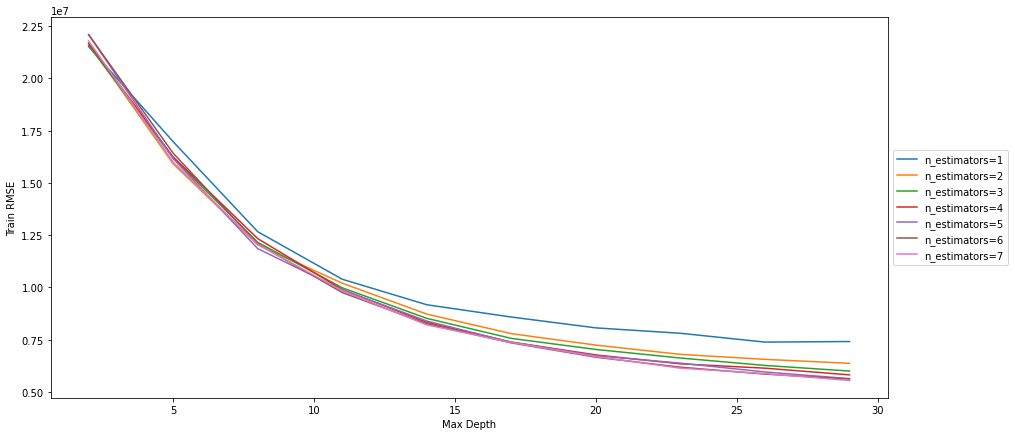 1e7
2.25
2.00
1.75
1.50
1.25
1.00
0.75
0.50
Train RMSE
5
10
15
20
25
30
Max Depth
n_estimators=1
n_estimators=2
n_estimators=3
n_estimators=4
n_estimators=5
n_estimators=6
n_estimators=7